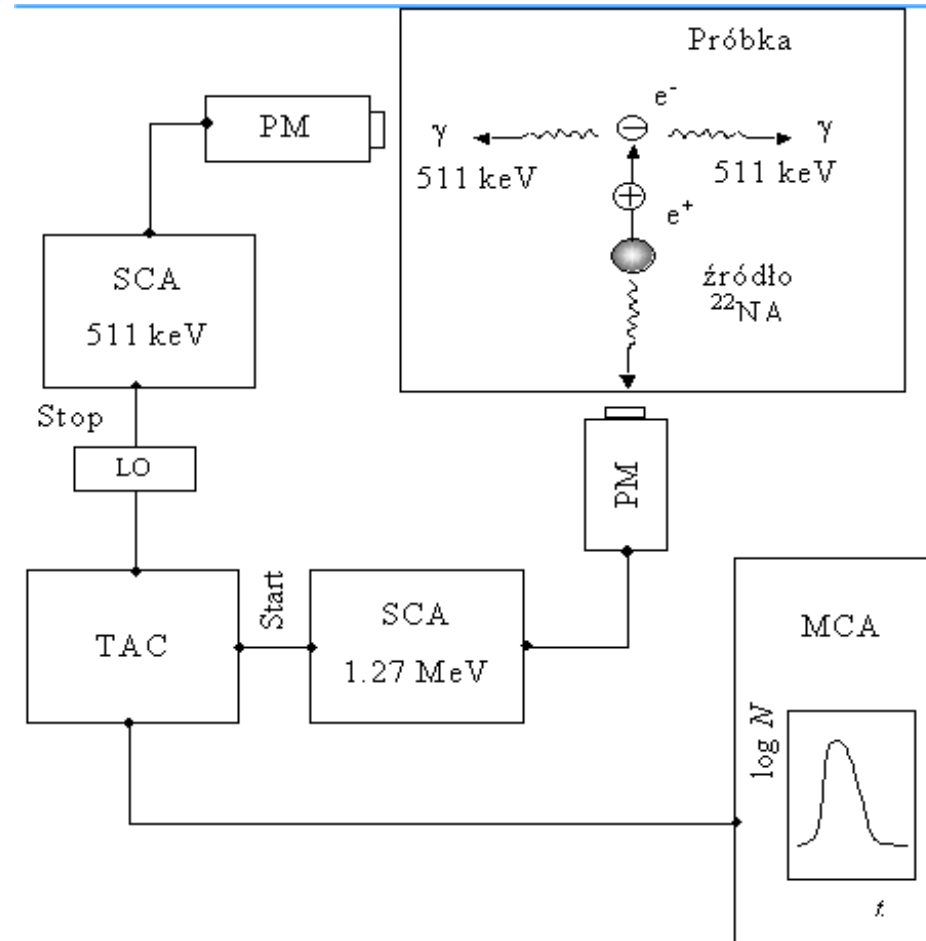 Próbka
e⁻
PM
γ
γ
511 keV
511 keV
e⁺
SCA
511 keV
źródło
²²NA
Stop
LO
PM
TAC
Start
SCA
1.27 MeV
MCA
log N
t.